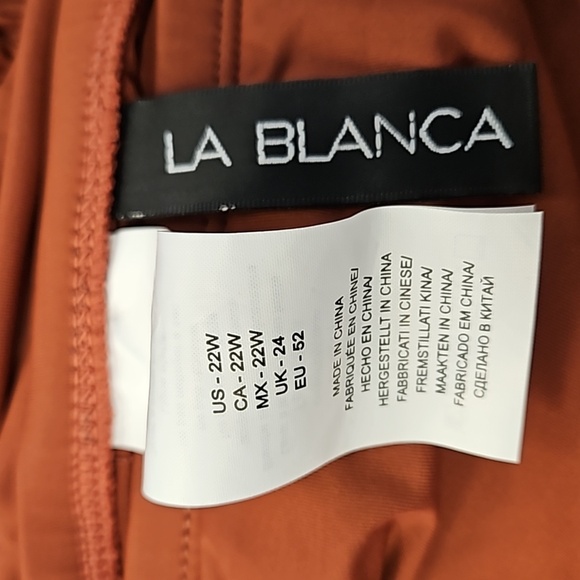 LA BLANCA
US - 22W
CA - 22W
MX - 22W
UK - 24
EU - 52
MADE IN CHINA
FABRIQUÉE EN CHINE/
HECHO EN CHINA/
HERGESTELLT IN CHINA
FABBRICATI IN CINESE/
FREMSTILLATI KINA/
MAAKTEN IN CHINA/
FABRICADO EM CHINA/
СДЕЛАНО В КИТАЙ